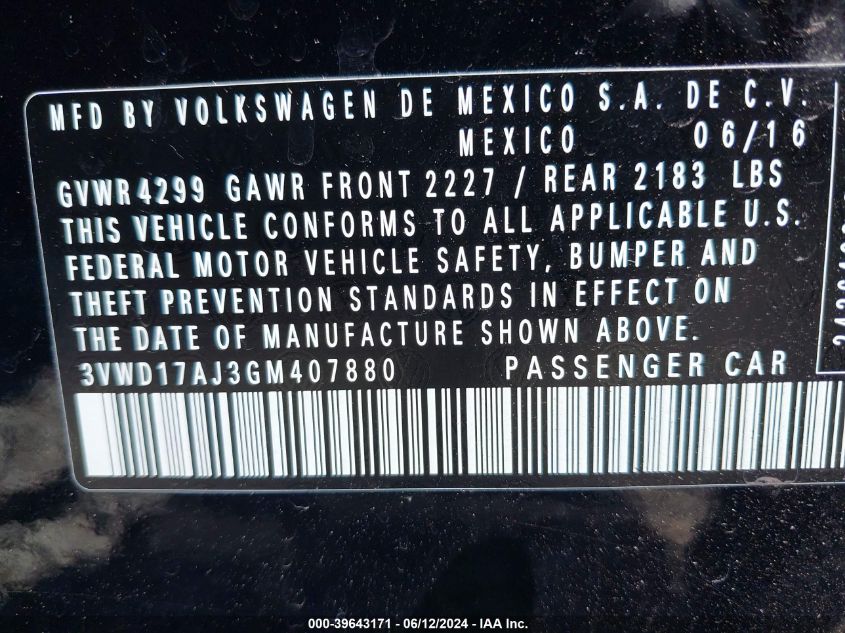 MFD BY VOLKSWAGEN DE MEXICO S.A. DE C.V.
MEXICO 06/16
GVWR 4299 GAWR FRONT 2227 / REAR 2183 LBS
THIS VEHICLE CONFORMS TO ALL APPLICABLE U.S.
FEDERAL MOTOR VEHICLE SAFETY, BUMPER AND
THEFT PREVENTION STANDARDS IN EFFECT ON
THE DATE OF MANUFACTURE SHOWN ABOVE.
3VWD17AJ3GM407880 PASSENGER CAR
000-39643171 - 06/12/2024 - IAA Inc.